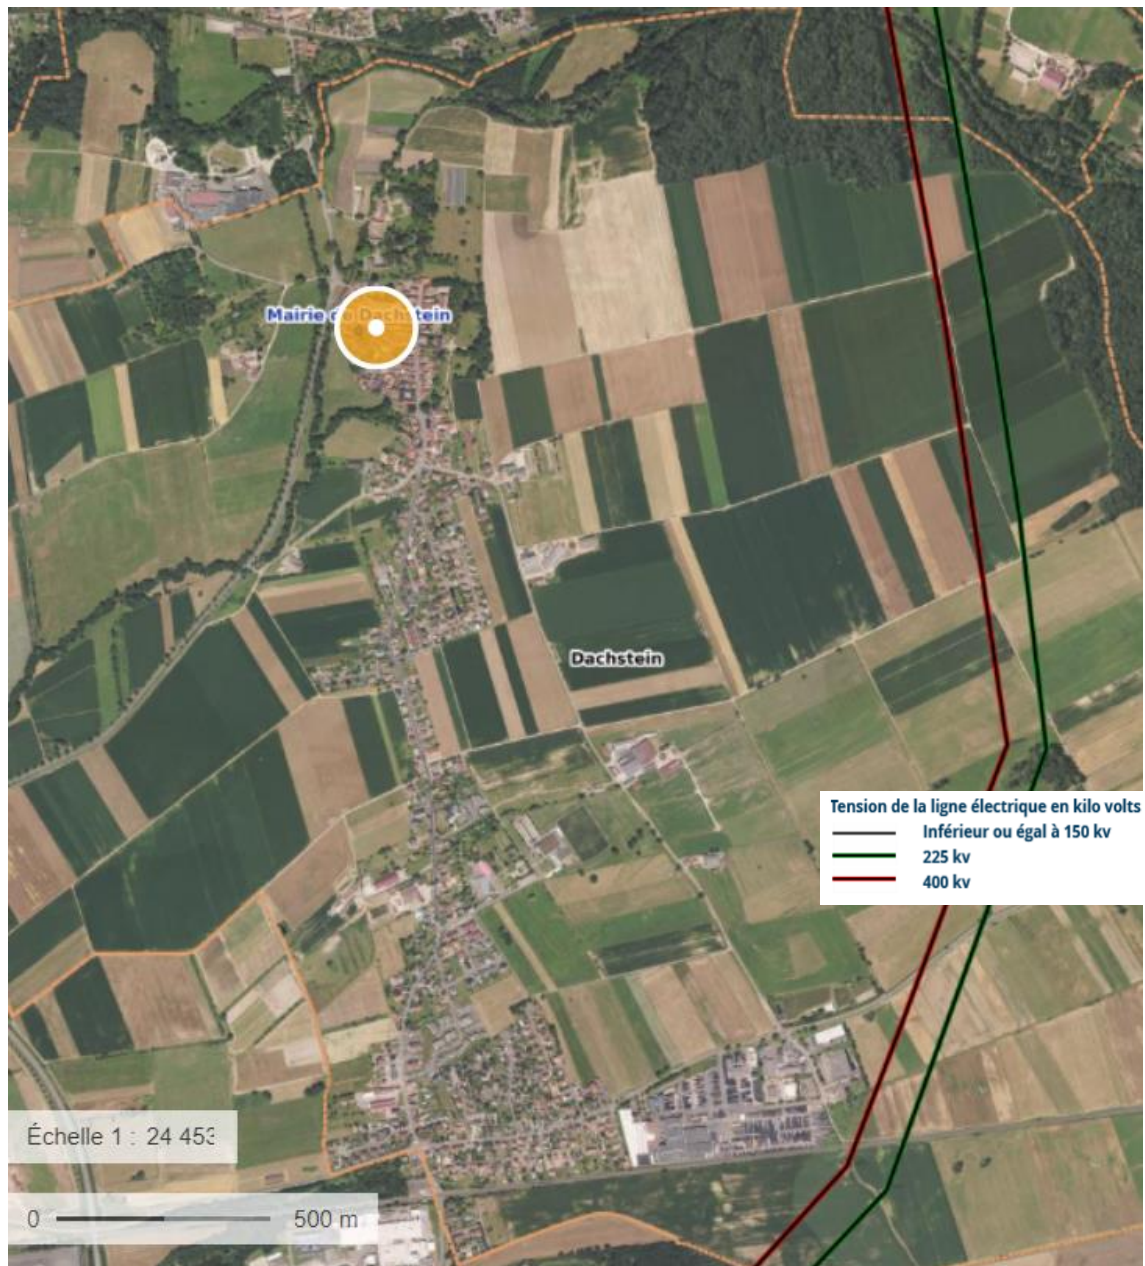 Mairie de Dachstein
Dachstein
Tension de la ligne électrique en kilo volts
Inférieur ou égal à 150 kv
225 kv
400 kv
Échelle 1 : 24 453
0 500 m